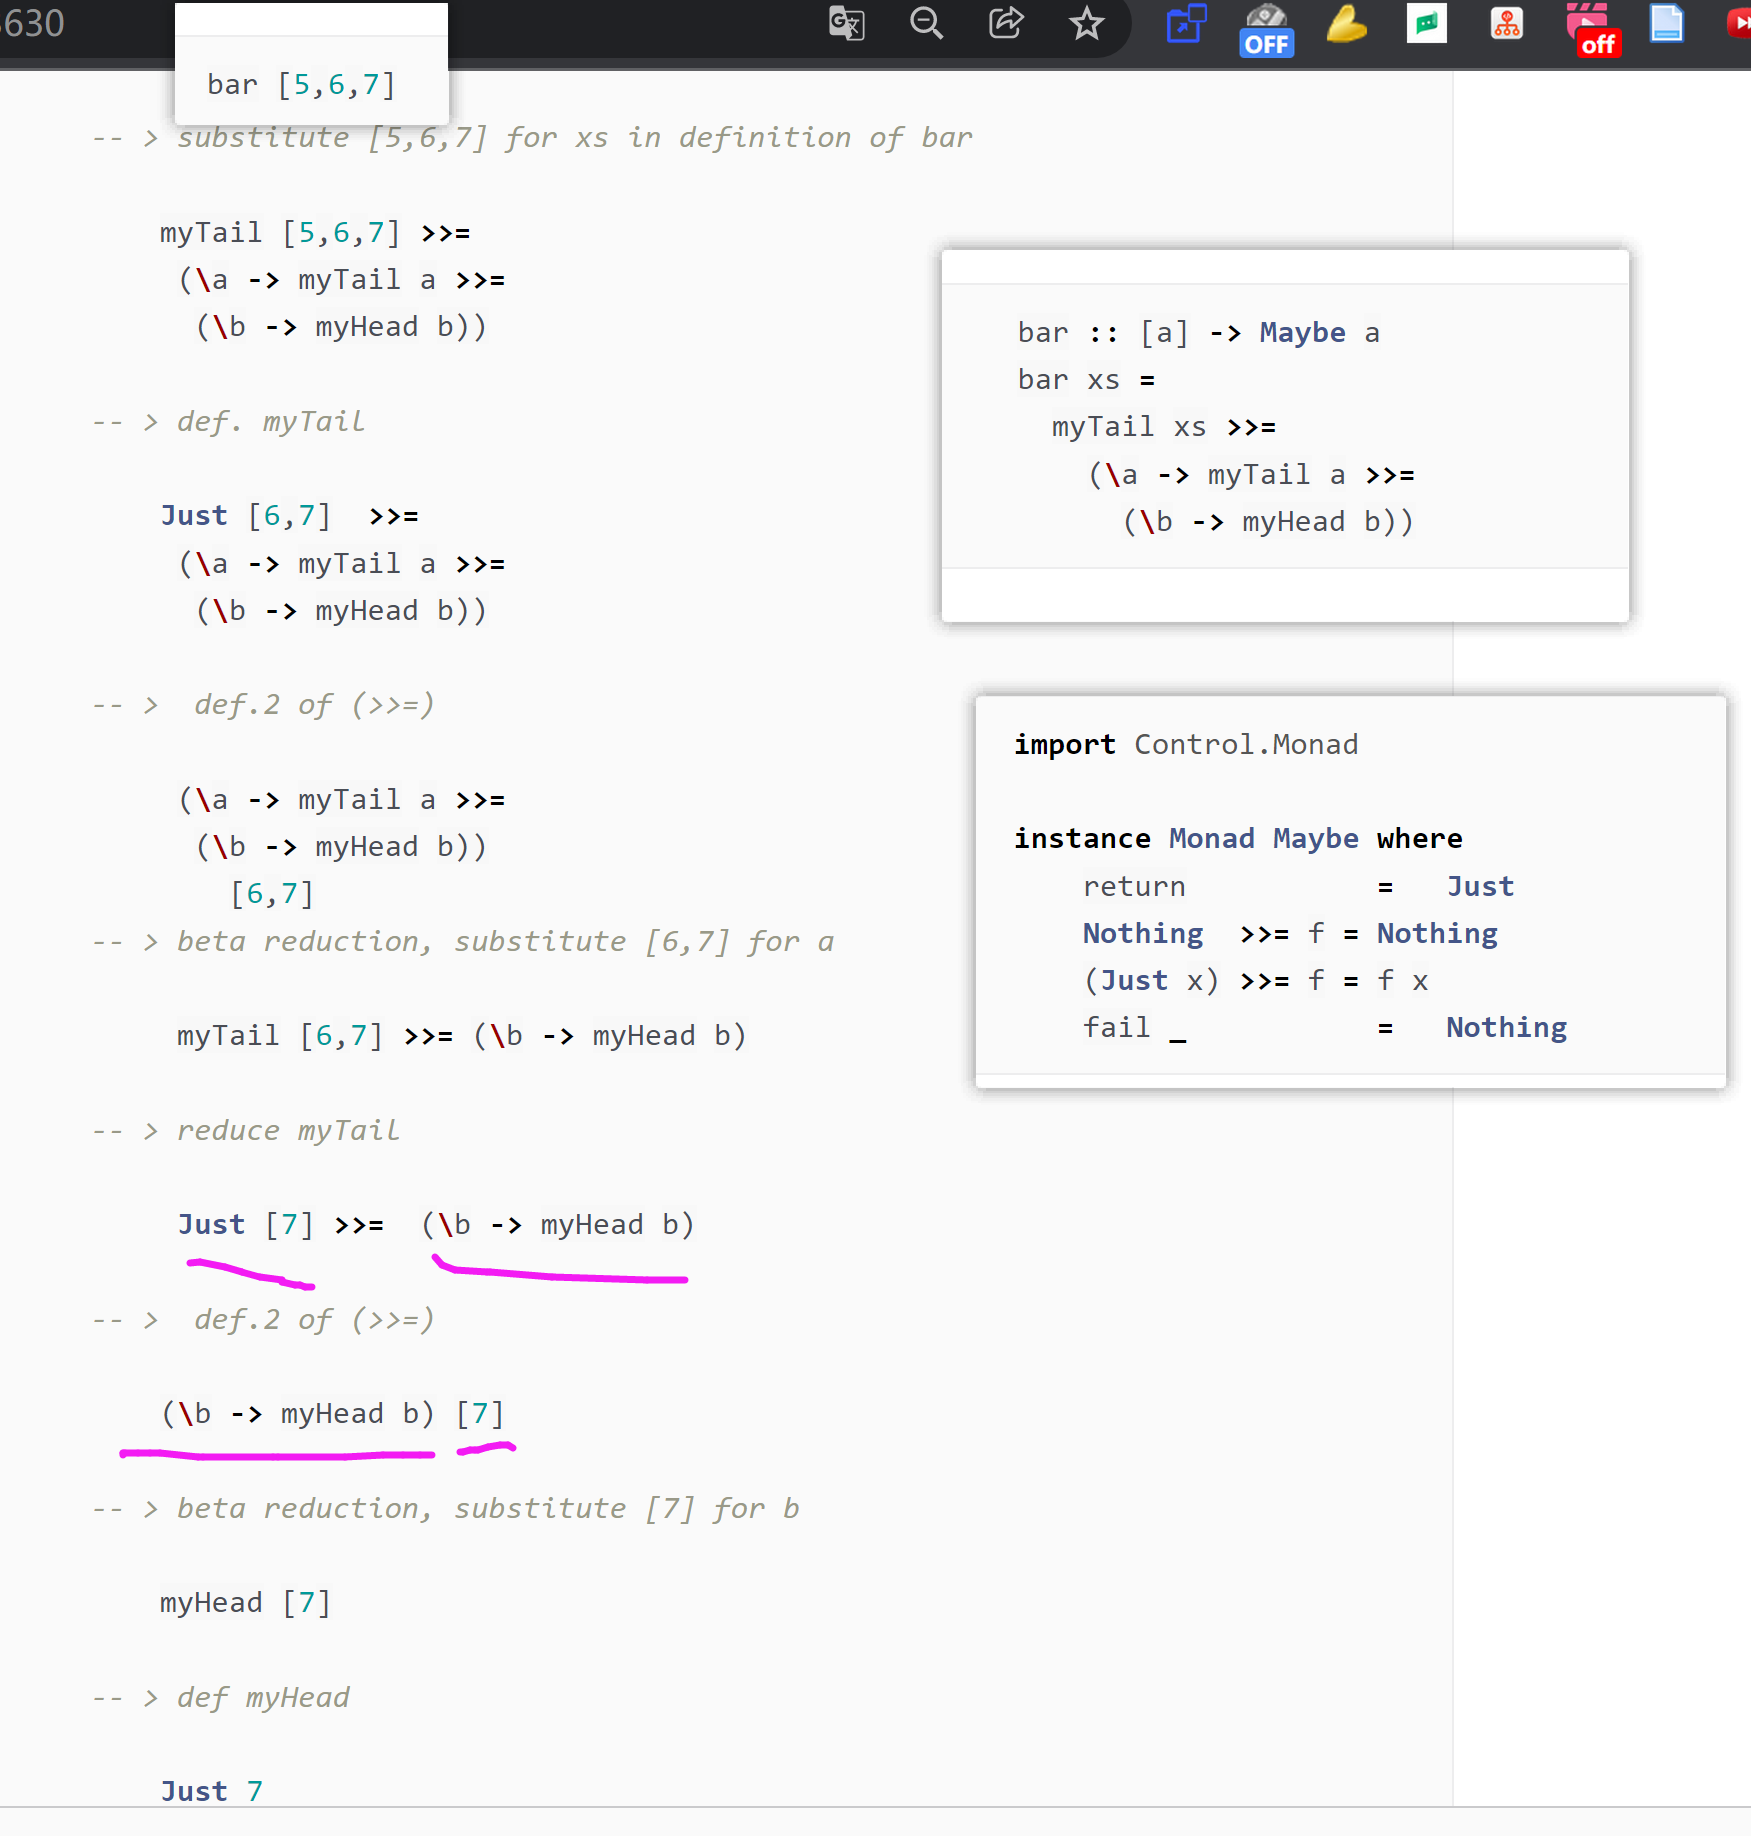 630
OFF
off
bar [5,6,7]
-- > substitute [5,6,7] for xs in definition of bar
myTail [5,6,7] >>=
(\a -> myTail a >>=
(\b -> myHead b))
-- > def. myTail
Just [6,7]  >>=
(\a -> myTail a >>=
(\b -> myHead b))
-- >  def.2 of (>>=)
(\a -> myTail a >>=
(\b -> myHead b))
[6,7]
-- > beta reduction, substitute [6,7] for a
myTail [6,7] >>= (\b -> myHead b)
-- > reduce myTail
Just [7] >>=  (\b -> myHead b)
-- >  def.2 of (>>=)
(\b -> myHead b) [7]
-- > beta reduction, substitute [7] for b
myHead [7]
-- > def myHead
Just 7
bar :: [a] -> Maybe a
bar xs =
myTail xs >>=
(\a -> myTail a >>=
(\b -> myHead b))
import Control.Monad
instance Monad Maybe where
return = Just
Nothing >>= f = Nothing
(Just x) >>= f = f x
fail _ = Nothing